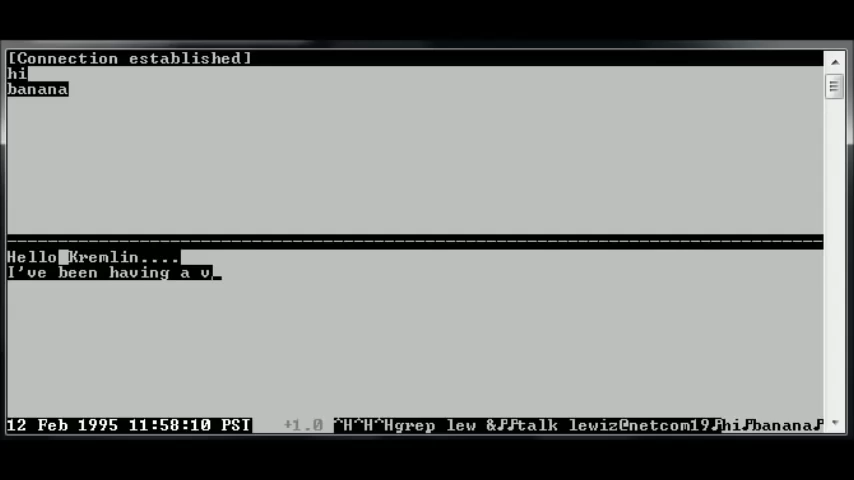 [Connection established]
hi
banana
Hello Kremlin....
I've been having a v_
12 Feb 1995 11:58:10 PST +1.0 ^H^H^Hgrep lew &♪♪talk lewiz@netcom19♪hi♪banana♪